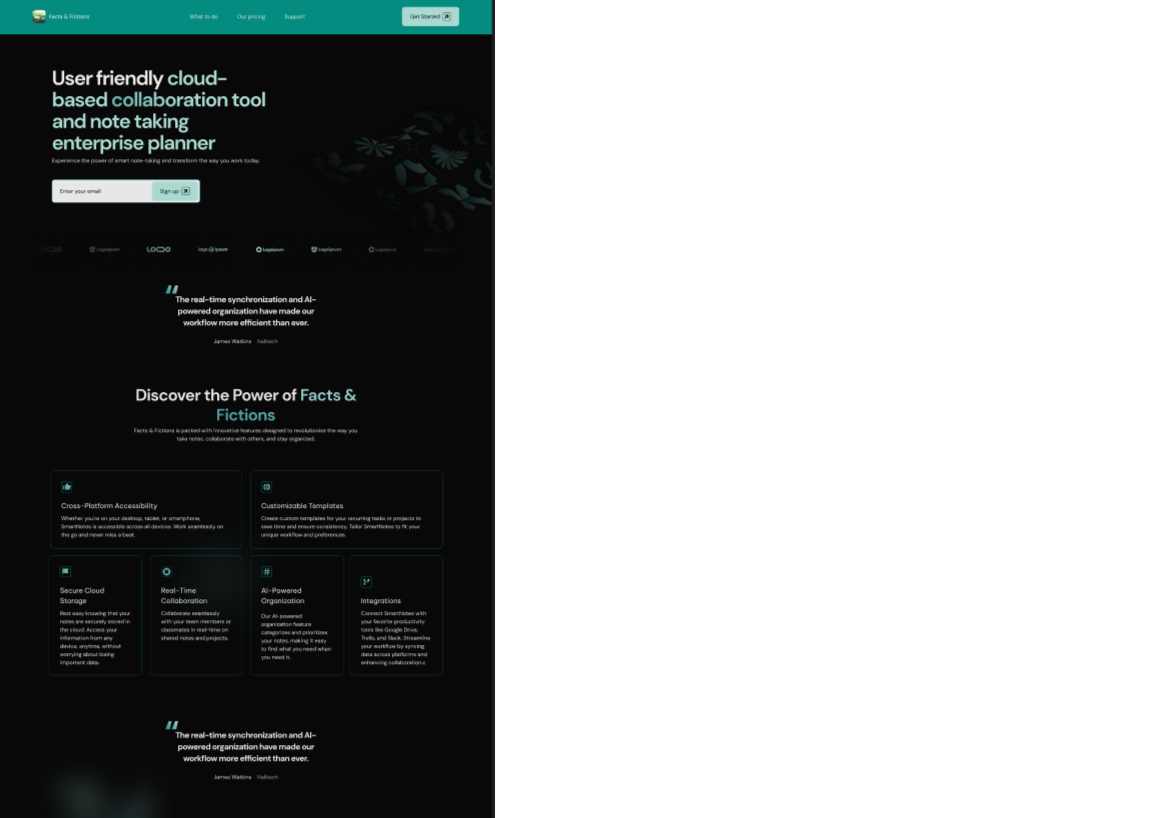 Facts & Fictions
What to do
Our pricing
Support
Get Started
User friendly cloud-
based collaboration tool
and note taking
enterprise planner
Experience the power of smart note-taking and transform the way you work today.
Enter your email
Sign up
LOGO
Logoipsum
LOGO
logo ipsum
Logoipsum
Logoipsum
Logoipsum
The real-time synchronization and AI-
powered organization have made our
workflow more efficient than ever.
James Watkins
Discover the Power of Facts &
Fictions
Facts & Fictions is packed with innovative features designed to revolutionize the way you
take notes, collaborate with others, and stay organized.
Cross-Platform Accessibility
Whether you're on your desktop, tablet, or smartphone,
SmartNotes is accessible across all devices. Work seamlessly on
the go and never miss a beat.
Customizable Templates
Create custom templates for your recurring tasks or projects to
save time and ensure consistency. Tailor SmartNotes to fit your
unique workflow and preferences.
Secure Cloud
Storage
Rest easy knowing that your
notes are securely stored in
the cloud. Access your
information from any
device, anytime, without
worrying about losing
important data.
Real-Time
Collaboration
Collaborate seamlessly
with your team members or
classmates in real-time on
shared notes and projects.
AI-Powered
Organization
Our AI-powered
organization feature
categorizes and prioritizes
your notes, making it easy
to find what you need when
you need it.
Integrations
Connect SmartNotes with
your favorite productivity
tools like Google Drive,
Trello, and Slack. Streamline
your workflow by syncing
data across platforms and
enhancing collaboration.c
The real-time synchronization and AI-
powered organization have made our
workflow more efficient than ever.
James Watkins